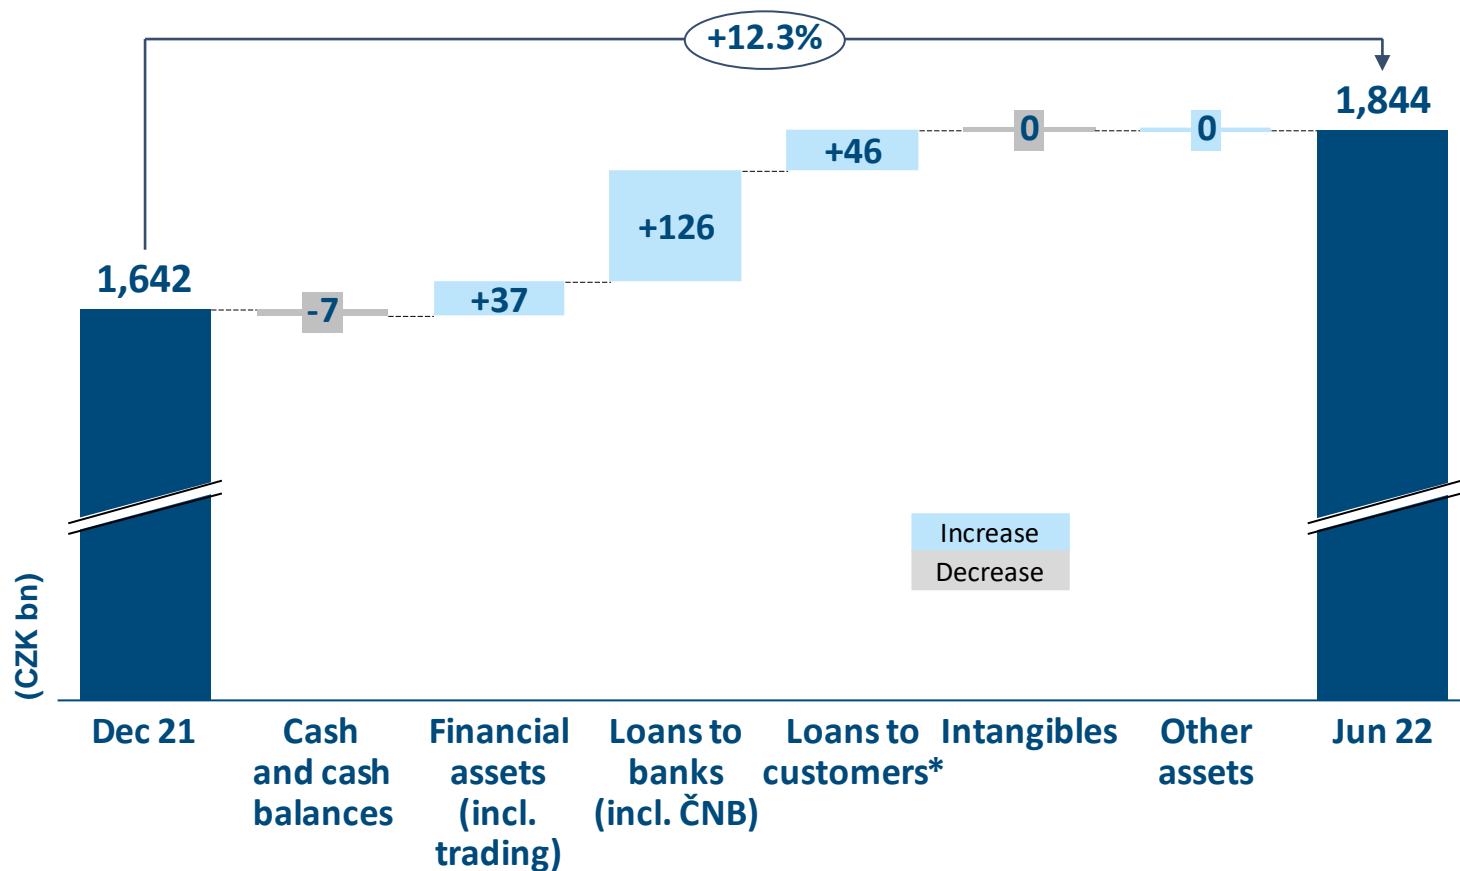 +12.3%
1,844
0
0
+46
+126
1,642
+37
-7
Increase
Decrease
(CZK bn)
Dec 21
Cash
and cash
balances
Financial
assets
(incl.
trading)
Loans to
banks
(incl. ČNB)
Loans to
customers*
Intangibles
Other
assets
Jun 22